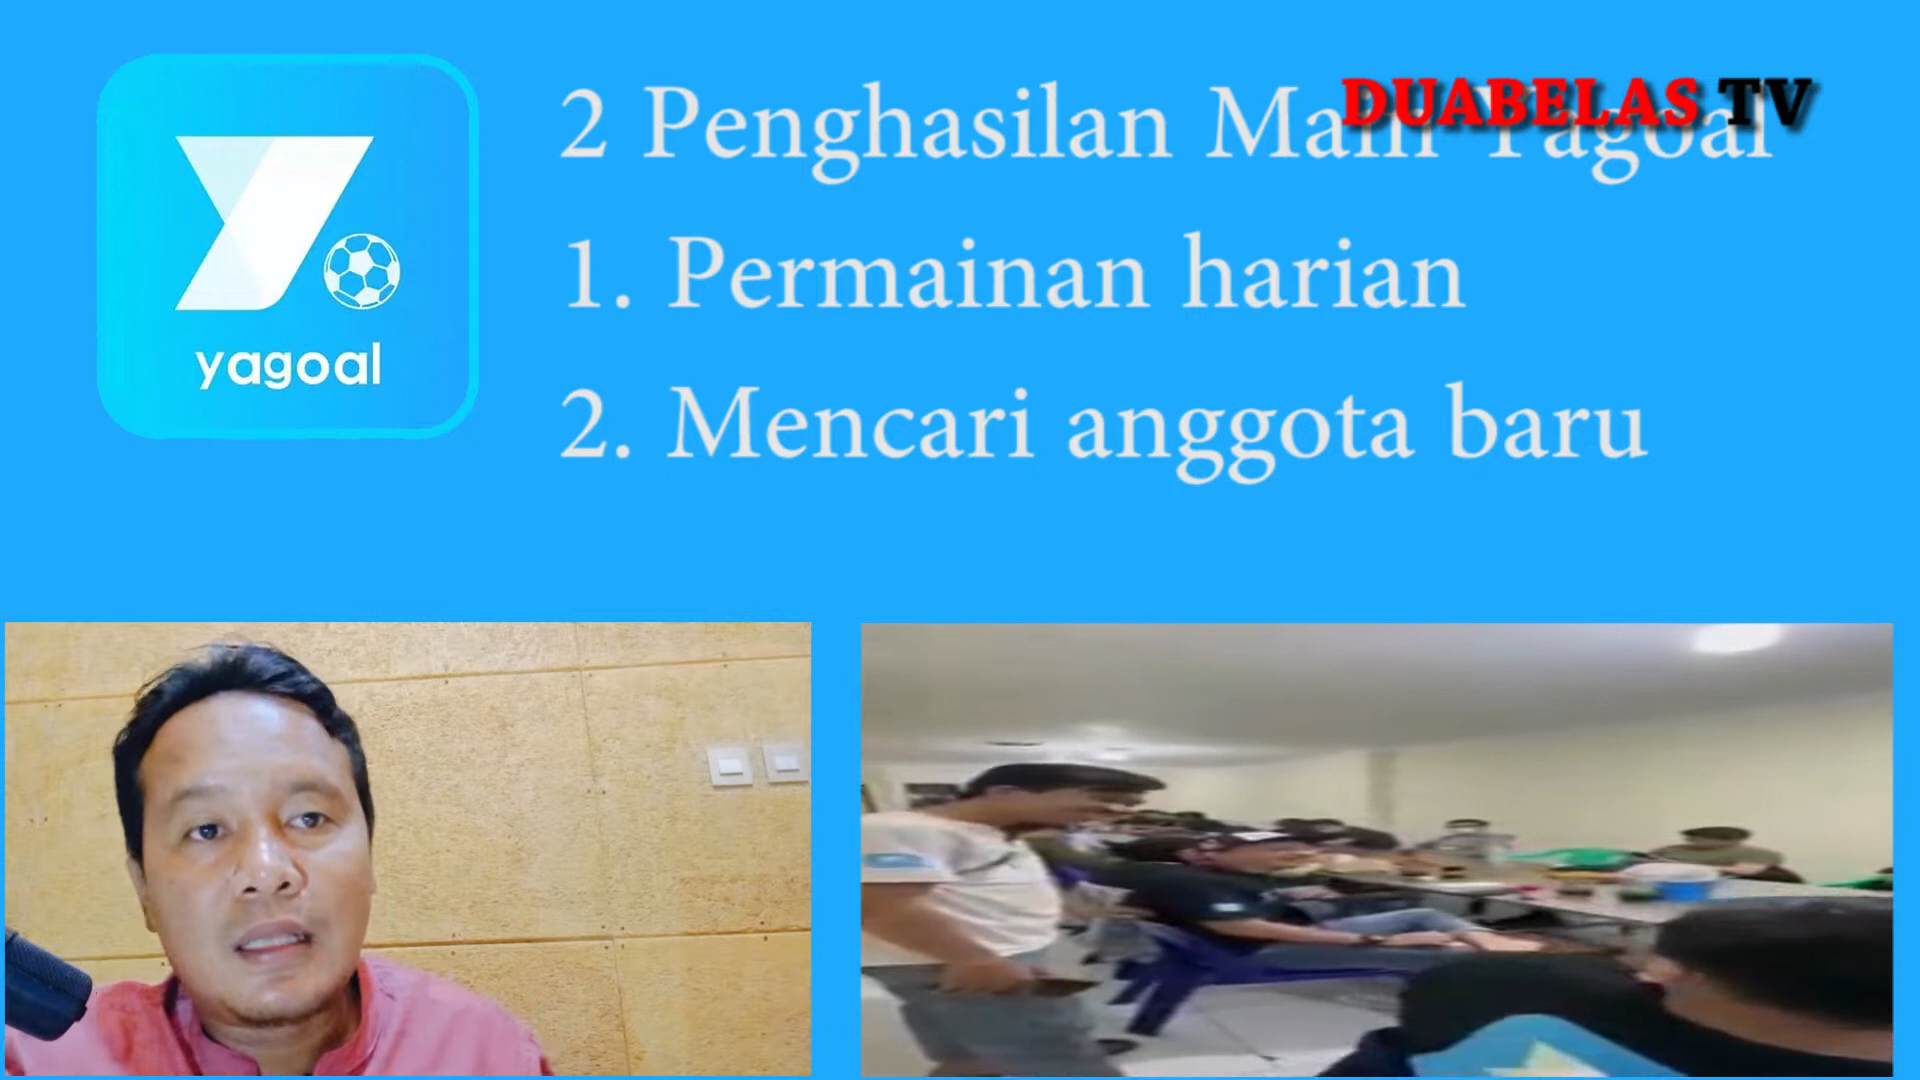 yagoal
2 Penghasilan Main Yagoal
DUABELAS TV
1. Permainan harian
2. Mencari anggota baru